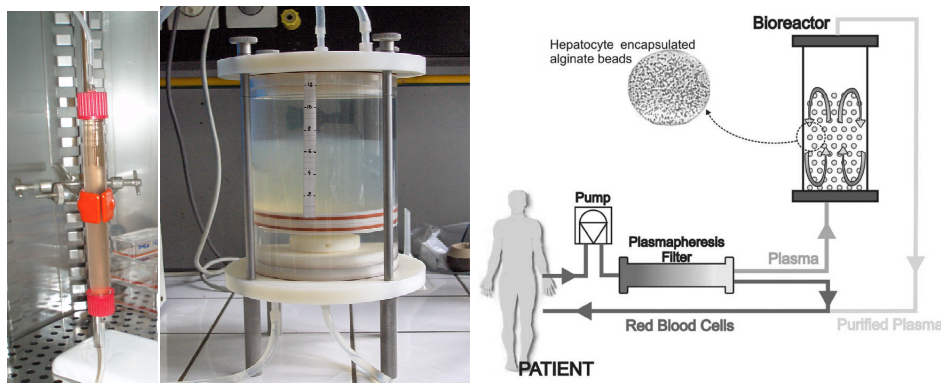 Bioreactor
Hepatocyte encapsulated
alginate beads
Pump
Plasmapheresis
Filter
Plasma
Red Blood Cells
Purified Plasma
PATIENT